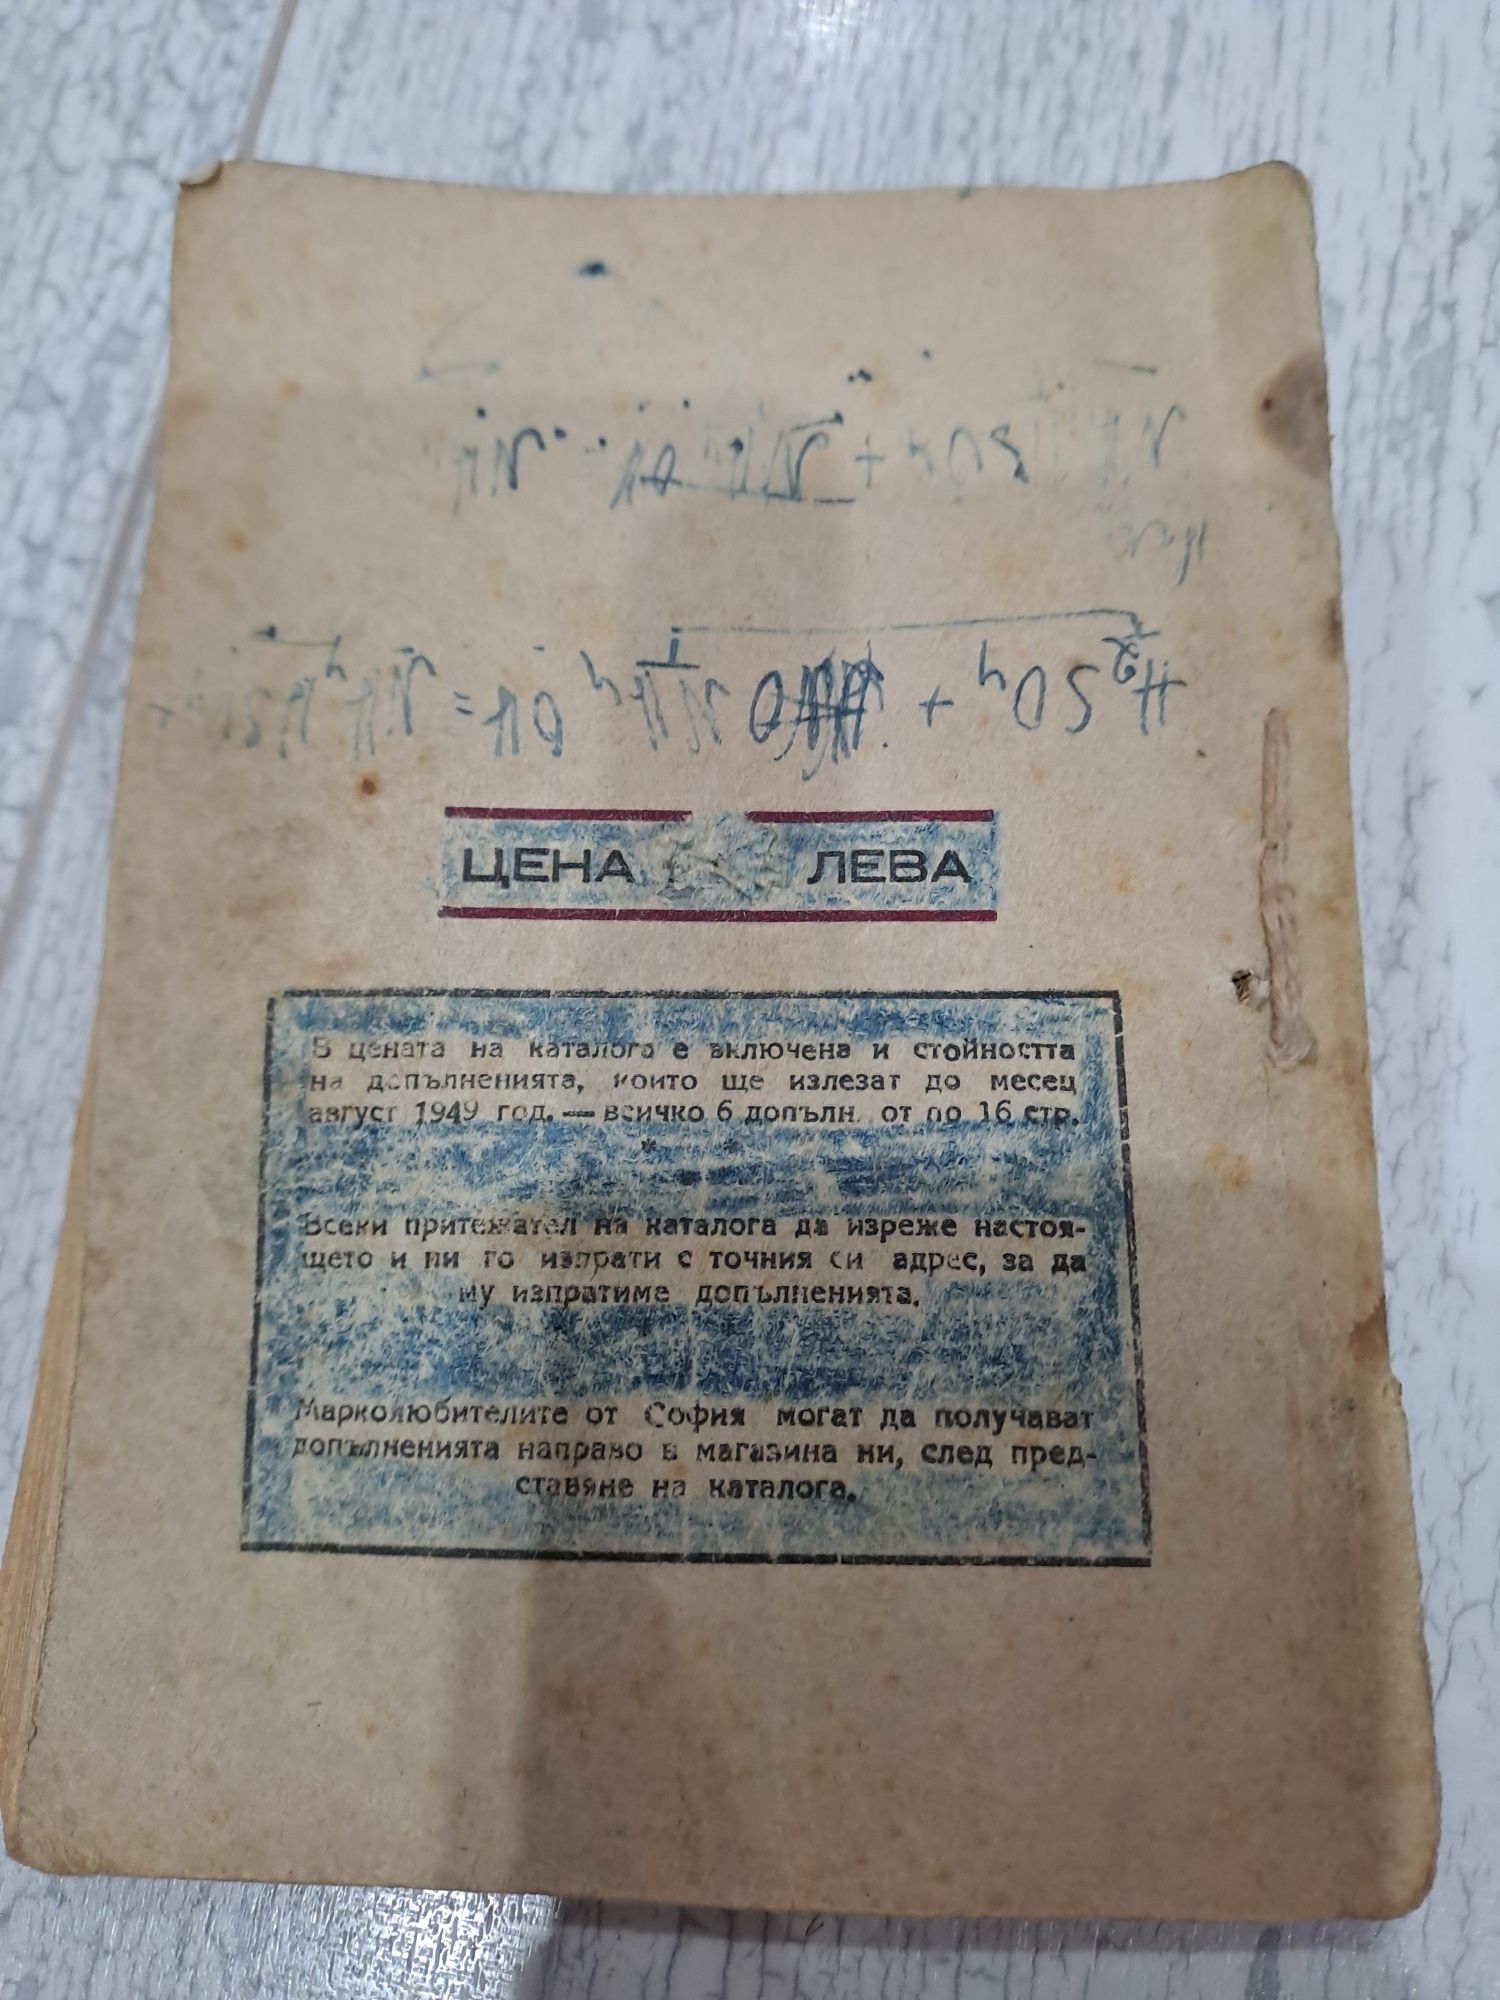 H2SO4 + NH4OH =
ЦЕНА ЛЕВА
В цената на каталога е включена и стойността
на допълненията, които ще излезат до месец
август 1949 год. — всичко 6 допълн. от по 16 стр.
* * *
Всеки притежател на каталога да изреже настоя-
щето и ни го изпрати с точния си адрес, за да
му изпратиме допълненията.
Марколюбителите от София могат да получават
допълненията направо в магазина ни, след пред-
ставяне на каталога.